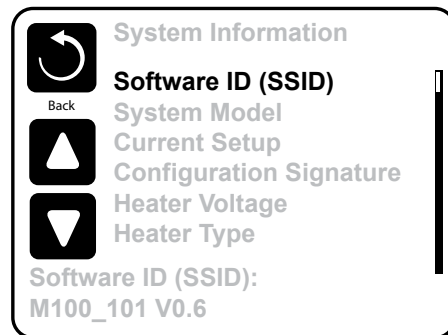 System Information
Software ID (SSID)
Back
System Model
Current Setup
Configuration Signature
Heater Voltage
Heater Type
Software ID (SSID):
M100_101 V0.6